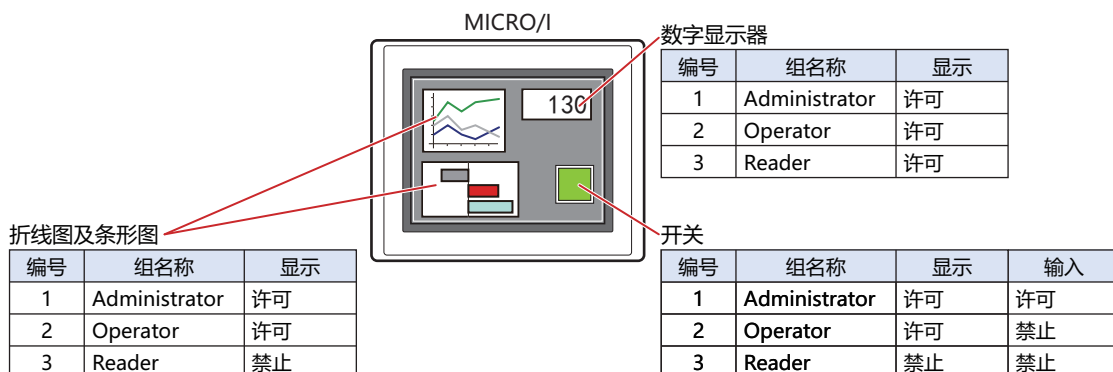 MICRO/I
数字显示器
编号 组名称 显示
1 Administrator 许可
2 Operator 许可
3 Reader 许可
130
折线图及条形图
编号 组名称 显示
1 Administrator 许可
2 Operator 许可
3 Reader 禁止
开关
编号 组名称 显示 输入
1 Administrator 许可 许可
2 Operator 许可 禁止
3 Reader 禁止 禁止